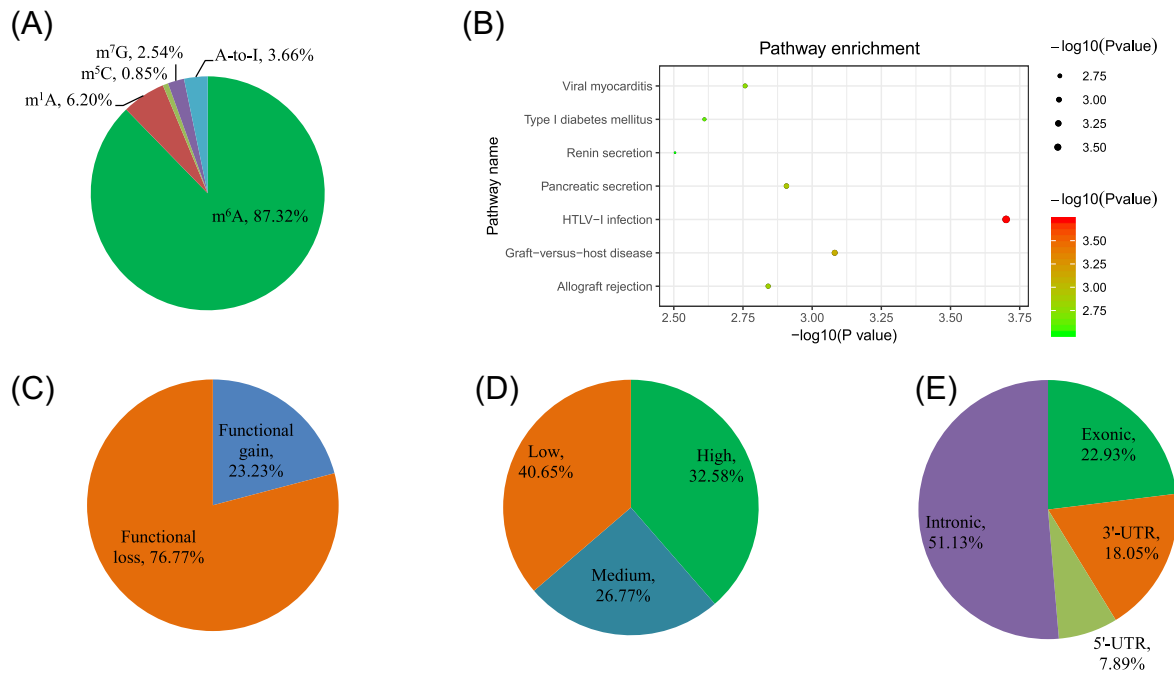 (A)
m⁷G, 2.54%
A-to-I, 3.66%
m⁵C, 0.85%
m¹A, 6.20%
m⁶A, 87.32%
(B)
Pathway enrichment
Pathway name
Viral myocarditis
Type I diabetes mellitus
Renin secretion
Pancreatic secretion
HTLV−I infection
Graft−versus−host disease
Allograft rejection
2.50 2.75 3.00 3.25 3.50 3.75
−log10(P value)
−log10(Pvalue)
2.75
3.00
3.25
3.50
−log10(Pvalue)
3.50
3.00
2.75
(C)
Functional
gain,
23.23%
Functional
loss, 76.77%
(D)
Low,
40.65%
High,
32.58%
Medium,
26.77%
(E)
Exonic,
22.93%
Intronic,
51.13%
3'-UTR,
18.05%
5'-UTR,
7.89%